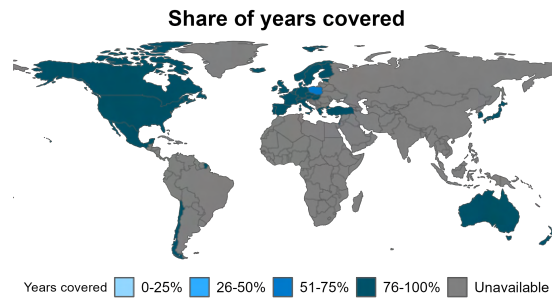 Share of years covered
Years covered 0-25% 26-50% 51-75% 76-100% Unavailable